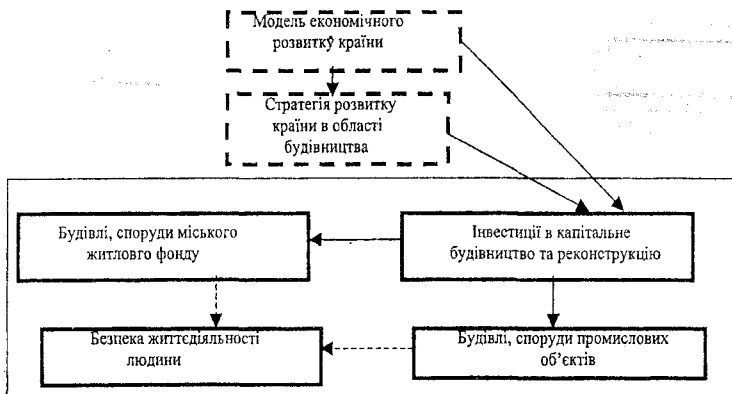 Модель економічного
розвитку країни
Стратегія розвитку
країни в області
будівництва
Будівлі, споруди міського
житловго фонду
Інвестиції в капітальне
будівництво та реконструкцію
Безпека життєдіяльності
людини
Будівлі, споруди промислових
об’єктів